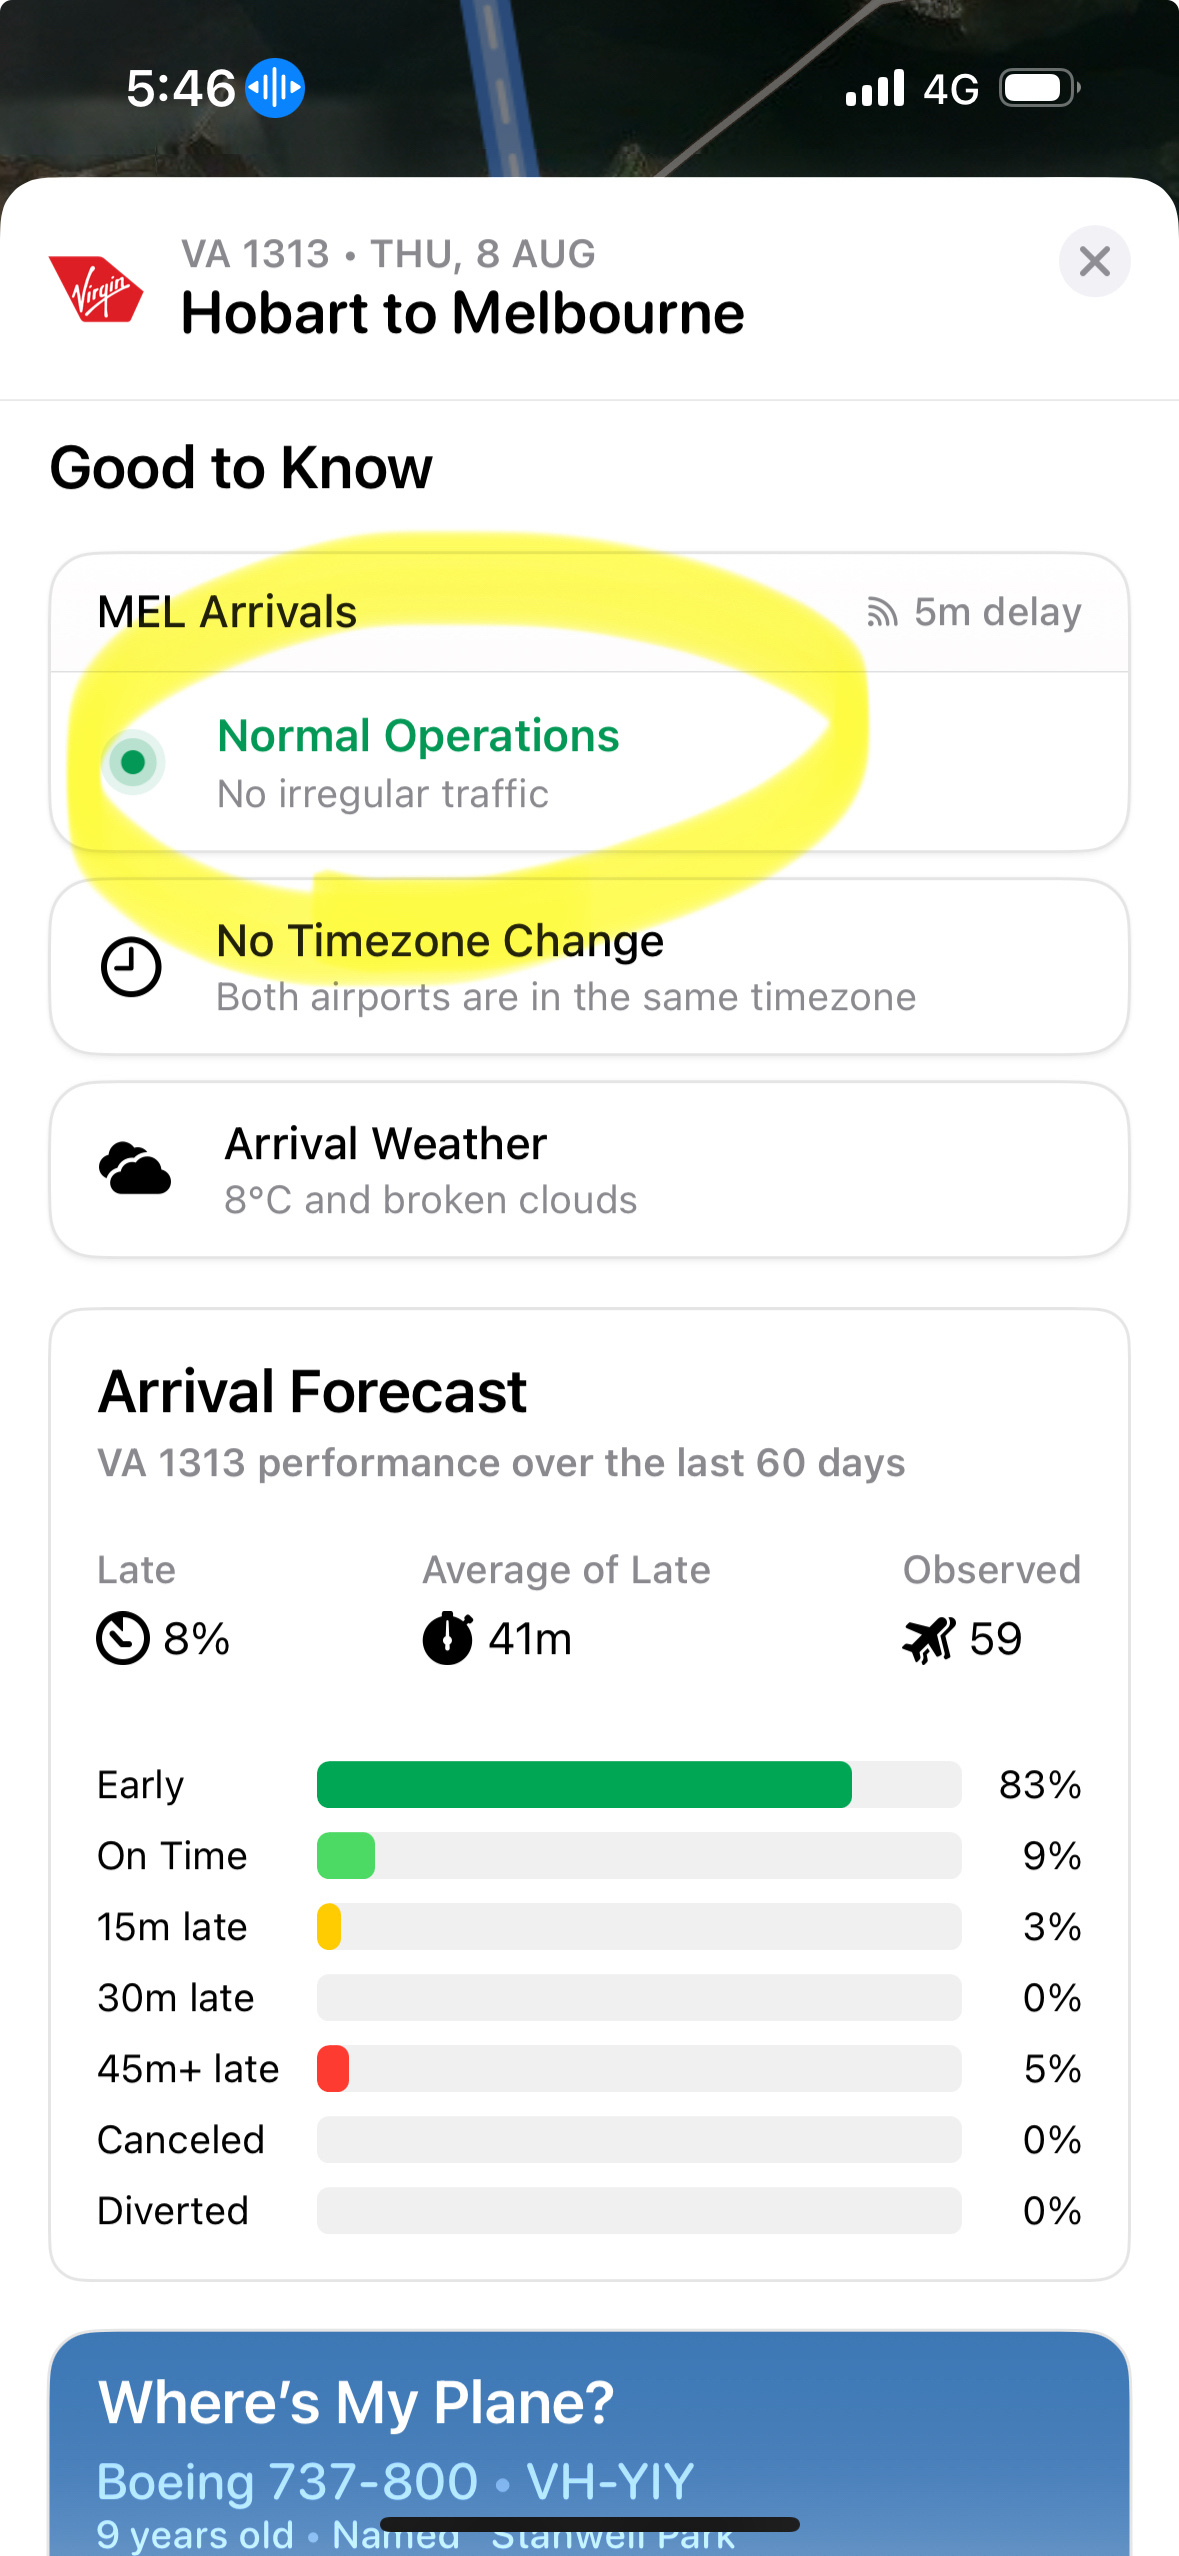 5:46
4G
VA 1313 • THU, 8 AUG
Virgin
Hobart to Melbourne
Good to Know
MEL Arrivals
5m delay
Normal Operations
No irregular traffic
No Timezone Change
Both airports are in the same timezone
Arrival Weather
8°C and broken clouds
Arrival Forecast
VA 1313 performance over the last 60 days
Late Average of Late Observed
8% 41m 59
Early 83%
On Time 9%
15m late 3%
30m late 0%
45m+ late 5%
Canceled 0%
Diverted 0%
Where's My Plane?
Boeing 737-800 • VH-YIY
9 years old • Named "Stanwell Park"